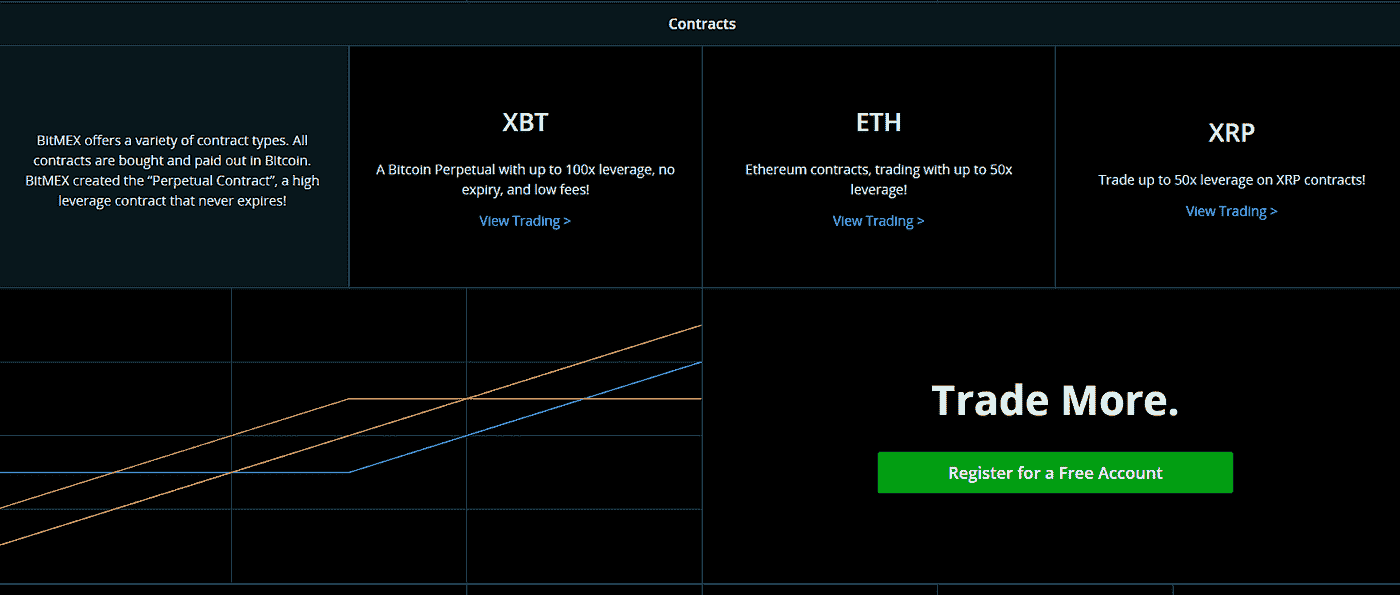 Contracts
BitMEX offers a variety of contract types. All
contracts are bought and paid out in Bitcoin.
BitMEX created the “Perpetual Contract”, a high
leverage contract that never expires!
XBT
A Bitcoin Perpetual with up to 100x leverage, no
expiry, and low fees!
View Trading >
ETH
Ethereum contracts, trading with up to 50x
leverage!
View Trading >
XRP
Trade up to 50x leverage on XRP contracts!
View Trading >
Trade More.
Register for a Free Account